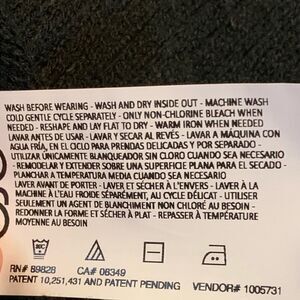 WASH BEFORE WEARING - WASH AND DRY INSIDE OUT - MACHINE WASH
COLD GENTLE CYCLE SEPARATELY - ONLY NON-CHLORINE BLEACH WHEN
NEEDED - RESHAPE AND LAY FLAT TO DRY - WARM IRON WHEN NEEDED -
LAVAR ANTES DE USAR - LAVAR Y SECAR AL REVÉS - LAVAR A MÁQUINA CON
AGUA FRÍA, EN EL CICLO PARA PRENDAS DELICADAS Y POR SEPARADO -
UTILIZAR ÚNICAMENTE BLANQUEADOR SIN CLORO CUANDO SEA NECESARIO
- REMODELAR Y EXTENDER SOBRE UNA SUPERFICIE PLANA PARA EL SECADO -
PLANCHAR A TEMPERATURA MEDIA CUANDO SEA NECESARIO
LAVER AVANT DE PORTER - LAVER ET SÉCHER À L'ENVERS - LAVER À LA
MACHINE À L'EAU FROIDE SÉPARÉMENT, AU CYCLE DÉLICAT - UTILISER
SEULEMENT UN AGENT DE BLANCHIMENT NON CHLORÉ AU BESOIN -
REDONNER LA FORME ET SÉCHER À PLAT - REPASSER À TEMPÉRATURE
MOYENNE AU BESOIN
RN# 89828 CA# 08349
PATENT 10,251,431 AND PATENT PENDING VENDOR# 1005731